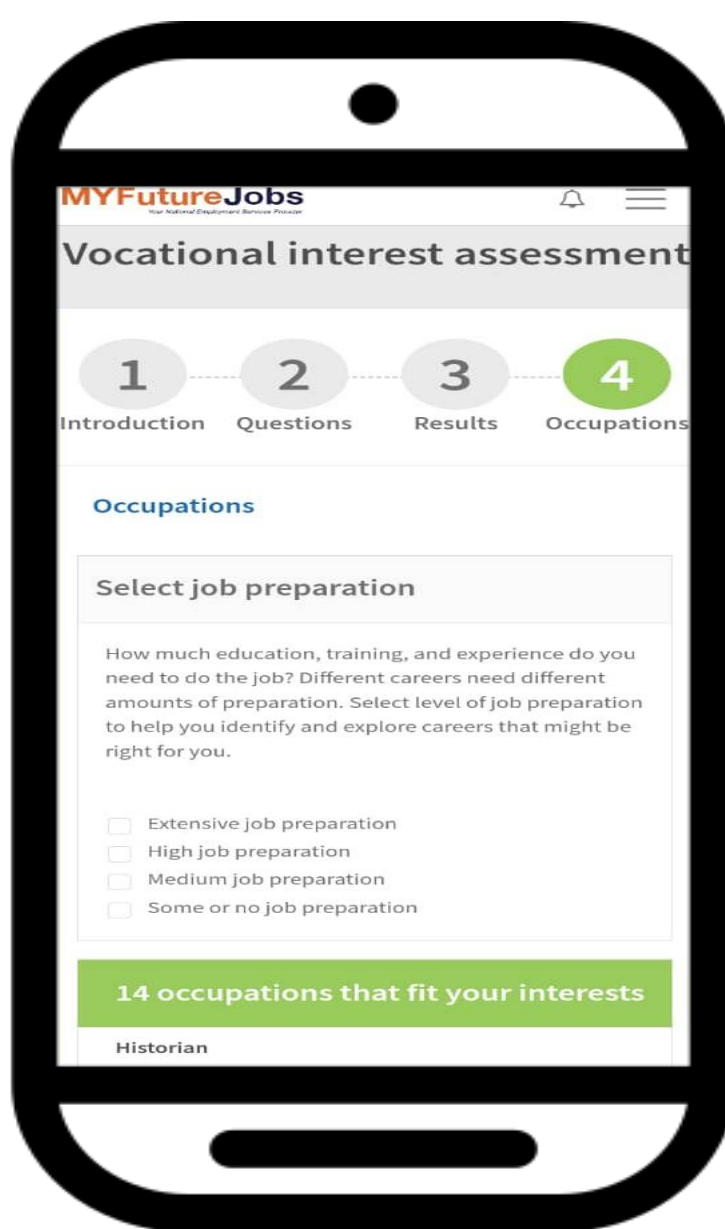 MYFutureJobs
Your National Employment Services Provider
Vocational interest assessment
1 2 3 4
Introduction Questions Results Occupations
Occupations
Select job preparation
How much education, training, and experience do you
need to do the job? Different careers need different
amounts of preparation. Select level of job preparation
to help you identify and explore careers that might be
right for you.
Extensive job preparation
High job preparation
Medium job preparation
Some or no job preparation
14 occupations that fit your interests
Historian